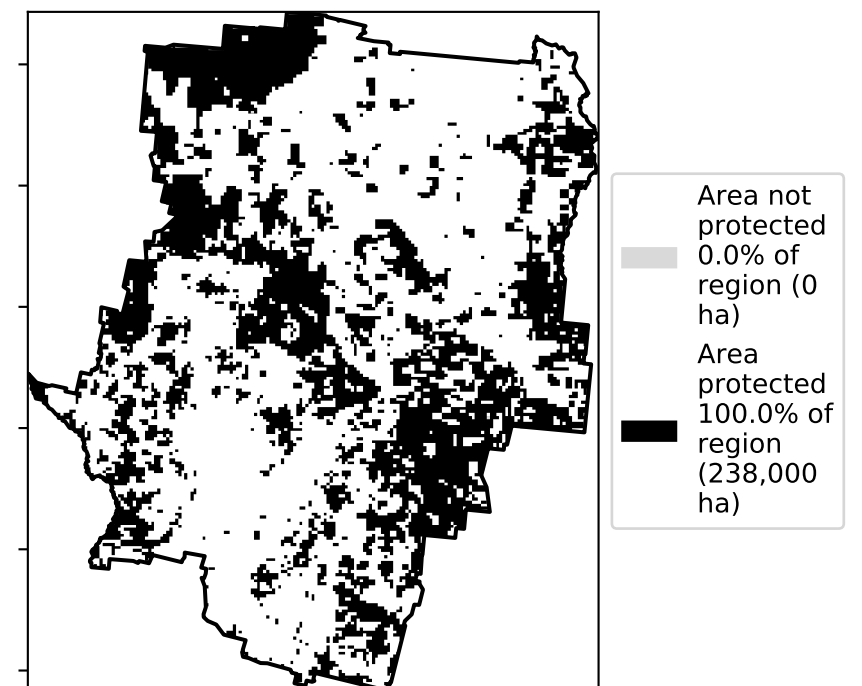 Area not
protected
0.0% of
region (0
ha)
Area
protected
100.0% of
region
(238,000
ha)